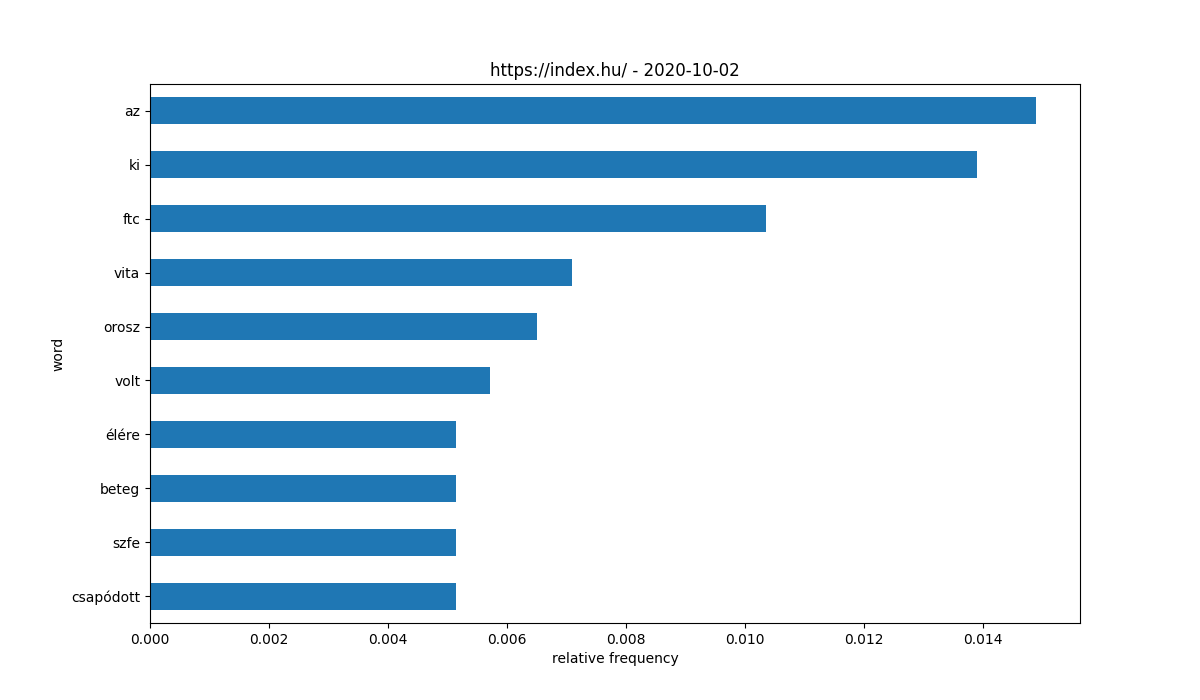 https://index.hu/ - 2020-10-02
az
ki
ftc
vita
orosz
word
volt
élére
beteg
szfe
csapódott
0.000 0.002 0.004 0.006 0.008 0.010 0.012 0.014
relative frequency